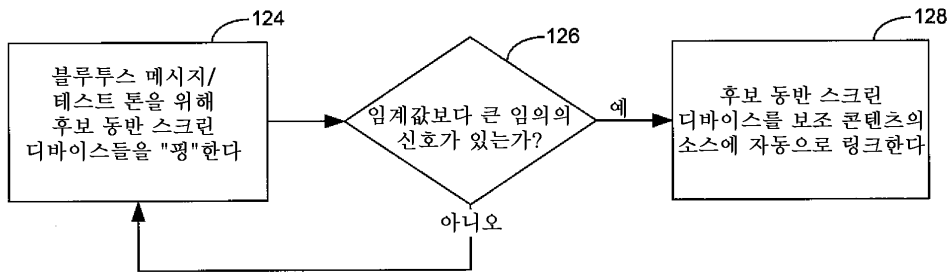 124
블루투스 메시지/
테스트 톤을 위해
후보 동반 스크린
디바이스들을 "핑"한다
126
임계값보다 큰 임의의
신호가 있는가?
예
아니오
128
후보 동반 스크린
디바이스를 보조 콘텐츠의
소스에 자동으로 링크한다